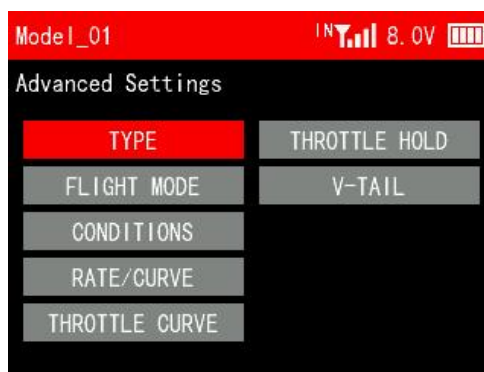 Model_01 IN 8.0V
Advanced Settings
TYPE THROTTLE HOLD
FLIGHT MODE V-TAIL
CONDITIONS
RATE/CURVE
THROTTLE CURVE